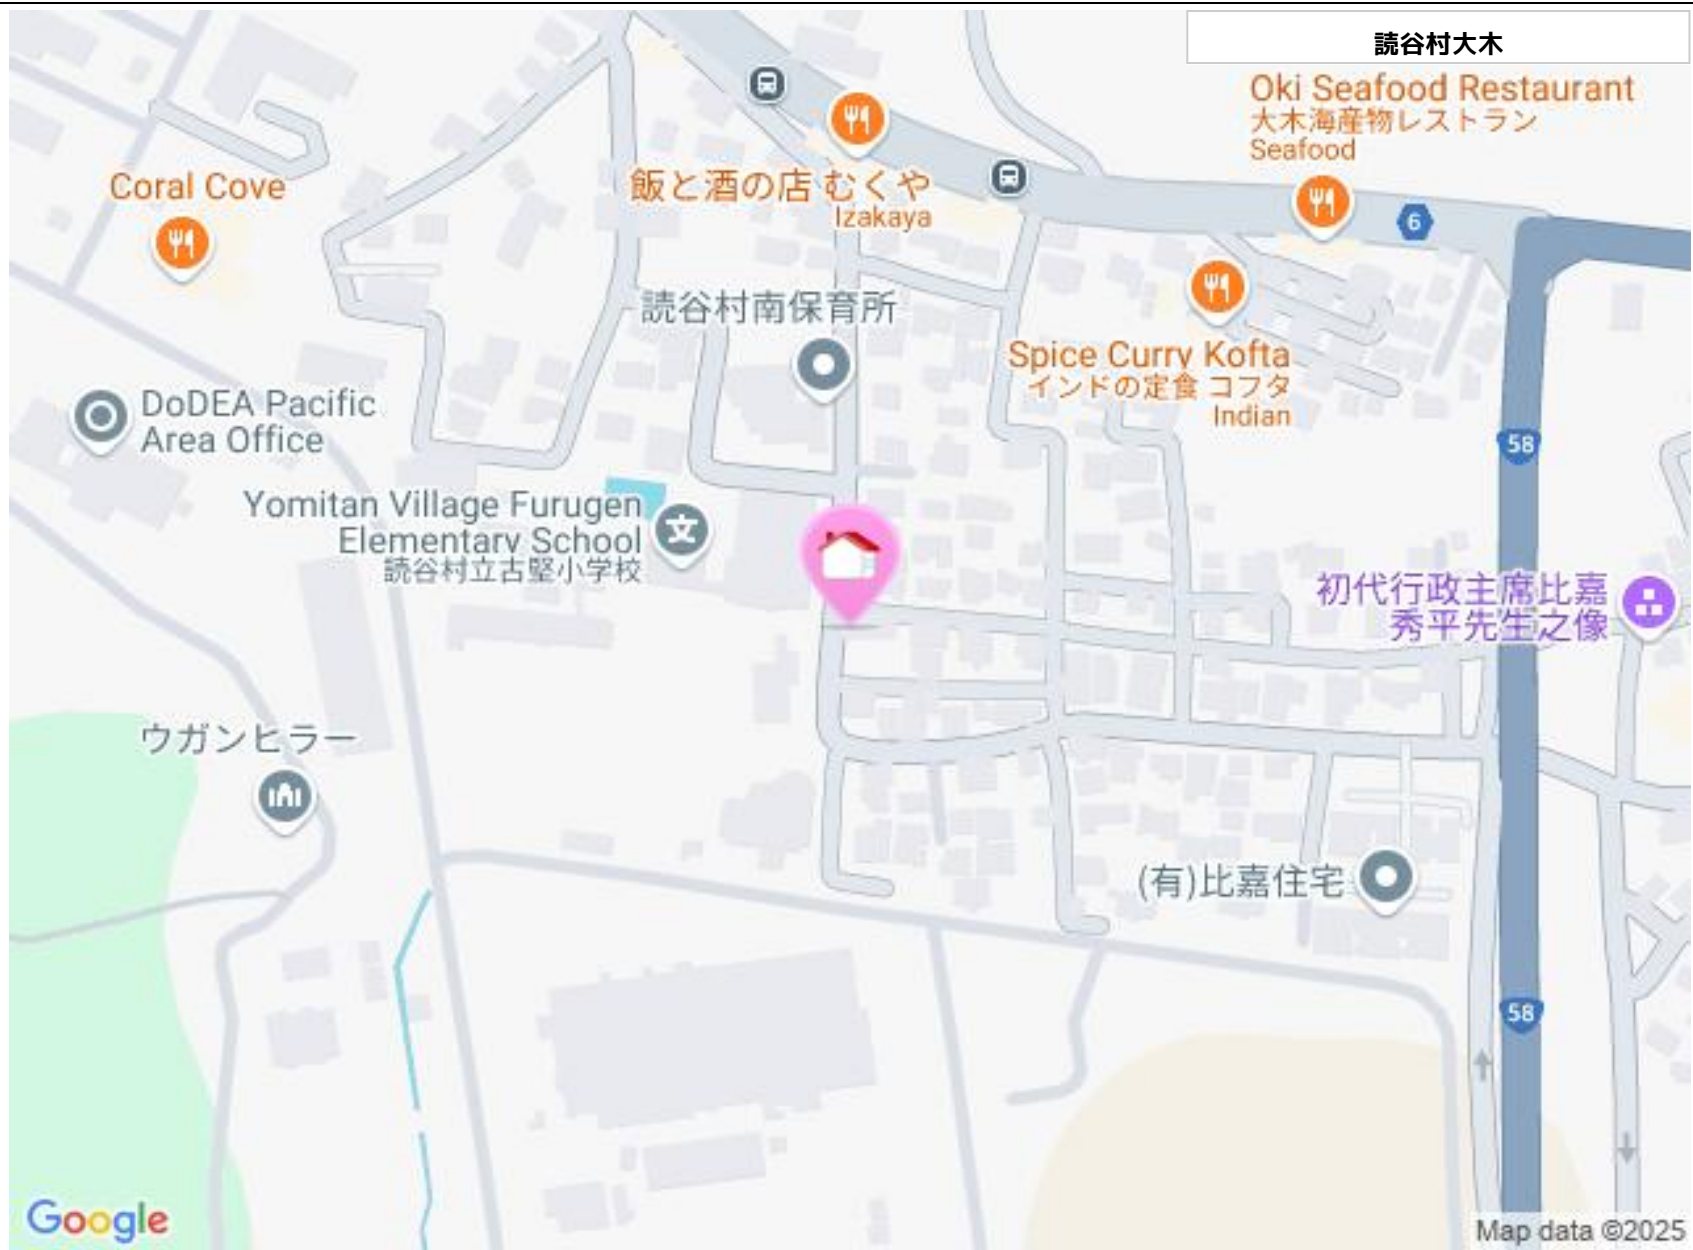 読谷村大木
Oki Seafood Restaurant
大木海産物レストラン
Seafood
Coral Cove
飯と酒の店 むくや
Izakaya
6
読谷村南保育所
Spice Curry Kofta
インドの定食 コフタ
Indian
DoDEA Pacific
Area Office
58
Yomitan Village Furugen
Elementary School
読谷村立古堅小学校
文
初代行政主席比嘉
秀平先生之像
ウガンヒラー
(有)比嘉住宅
58
Google
Map data ©2025